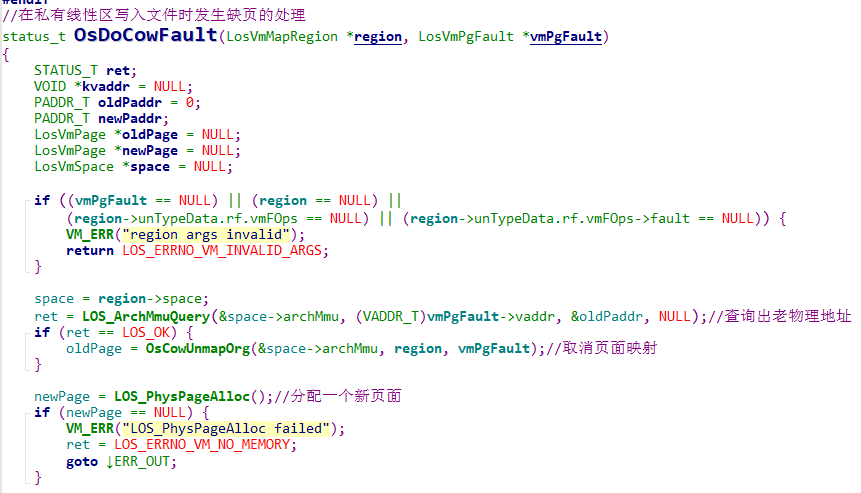 #endif
//在私有线性区写入文件时发生缺页的处理
status_t OsDoCowFault(LosVmMapRegion *region, LosVmPgFault *vmPgFault)
{
    STATUS_T ret;
    VOID *kvaddr = NULL;
    PADDR_T oldPaddr = 0;
    PADDR_T newPaddr;
    LosVmPage *oldPage = NULL;
    LosVmPage *newPage = NULL;
    LosVmSpace *space = NULL;

    if ((vmPgFault == NULL) || (region == NULL) ||
        (region->unTypeData.rf.vmFOps == NULL) || (region->unTypeData.rf.vmFOps->fault == NULL)) {
        VM_ERR("region args invalid");
        return LOS_ERRNO_VM_INVALID_ARGS;
    }

    space = region->space;
    ret = LOS_ArchMmuQuery(&space->archMmu, (VADDR_T)vmPgFault->vaddr, &oldPaddr, NULL);//查询出老物理地址
    if (ret == LOS_OK) {
        oldPage = OsCowUnmapOrg(&space->archMmu, region, vmPgFault);//取消页面映射
    }

    newPage = LOS_PhysPageAlloc();//分配一个新页面
    if (newPage == NULL) {
        VM_ERR("LOS_PhysPageAlloc failed");
        ret = LOS_ERRNO_VM_NO_MEMORY;
        goto ↓ERR_OUT;
    }